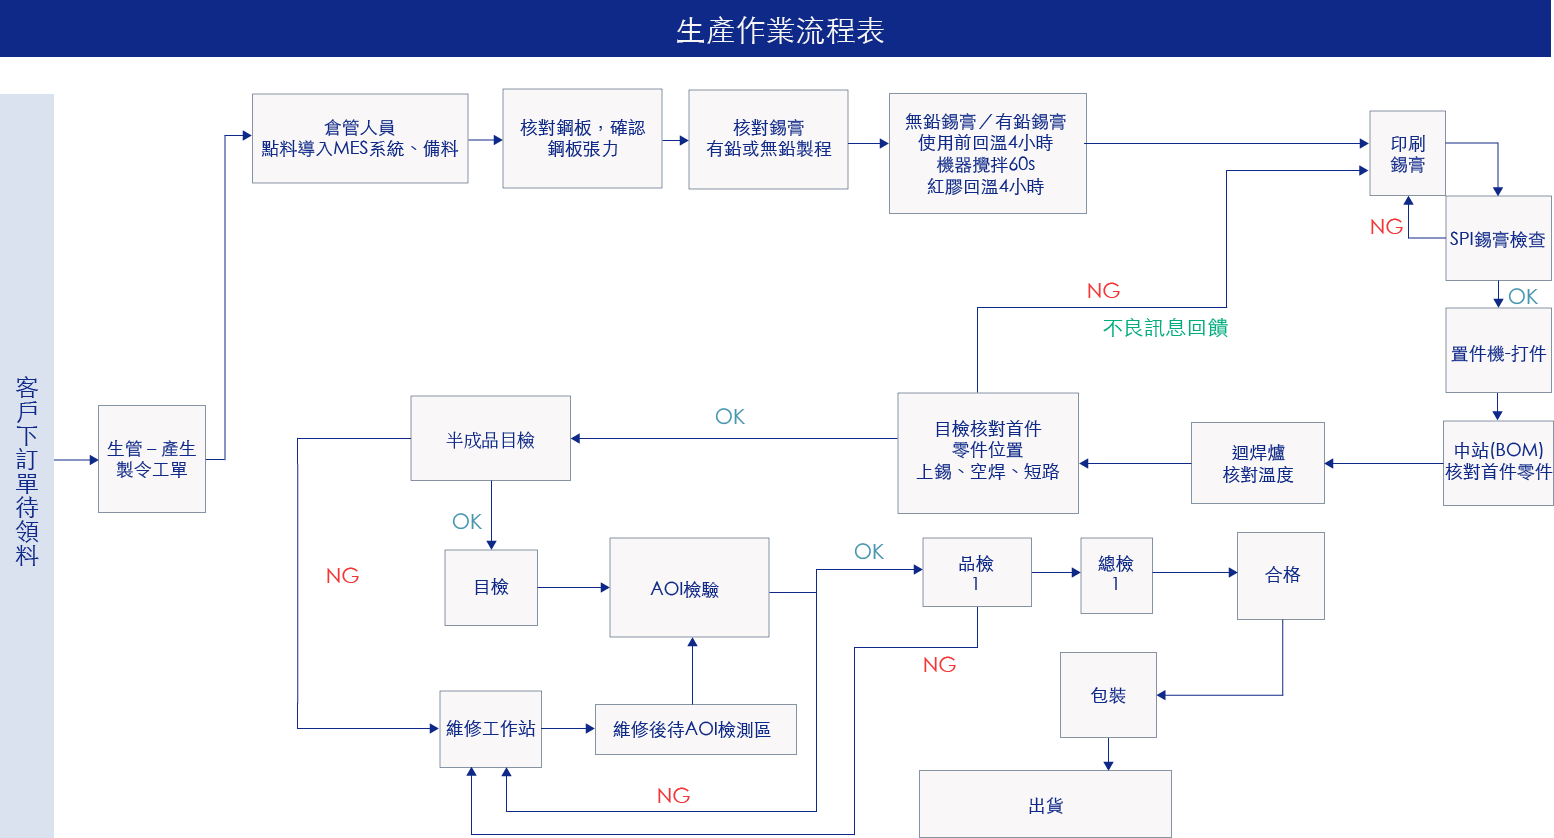 生產作業流程表
客戶下訂單待領料
生管－產生
製令工單
倉管人員
點料導入MES系統、備料
核對鋼板，確認
鋼板張力
核對錫膏
有鉛或無鉛製程
無鉛錫膏／有鉛錫膏
使用前回溫4小時
機器攪拌60s
紅膠回溫4小時
印刷
錫膏
NG
SPI錫膏檢查
OK
置件機-打件
中站(BOM)
核對首件零件
迴焊爐
核對溫度
目檢核對首件
零件位置
上錫、空焊、短路
NG
不良訊息回饋
OK
半成品目檢
OK
NG
目檢
AOI檢驗
OK
品檢
1
總檢
1
合格
NG
包裝
維修工作站
維修後待AOI檢測區
NG
出貨